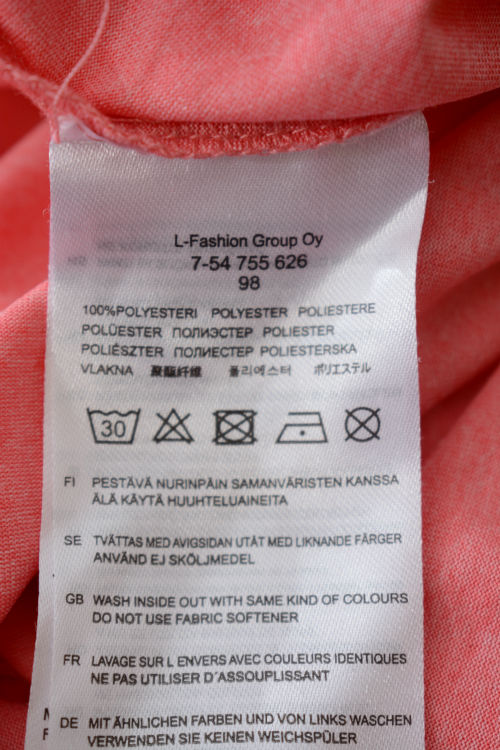 L-Fashion Group Oy
7-54 755 626
98
100%POLYESTERI POLYESTER POLIESTERE
POLÜESTER ПОЛИЭСТЕР POLIESTER
POLIÉSZTER ПОЛИЕСТЕР POLIESTERSKA
VLAKNA 聚酯纤维 폴리에스터 ポリエステル
30
FI PESTÄVÄ NURINPÄIN SAMANVÄRISTEN KANSSA
ÄLÄ KÄYTÄ HUUHTELUAINEITA
SE TVÄTTAS MED AVIGSIDAN UTÅT MED LIKNANDE FÄRGER
ANVÄND EJ SKÖLJMEDEL
GB WASH INSIDE OUT WITH SAME KIND OF COLOURS
DO NOT USE FABRIC SOFTENER
FR LAVAGE SUR L ENVERS AVEC COULEURS IDENTIQUES
NE PAS UTILISER D´ASSOUPLISSANT
DE MIT ÄHNLICHEN FARBEN UND VON LINKS WASCHEN
VERWENDEN SIE KEINEN WEICHSPÜLER